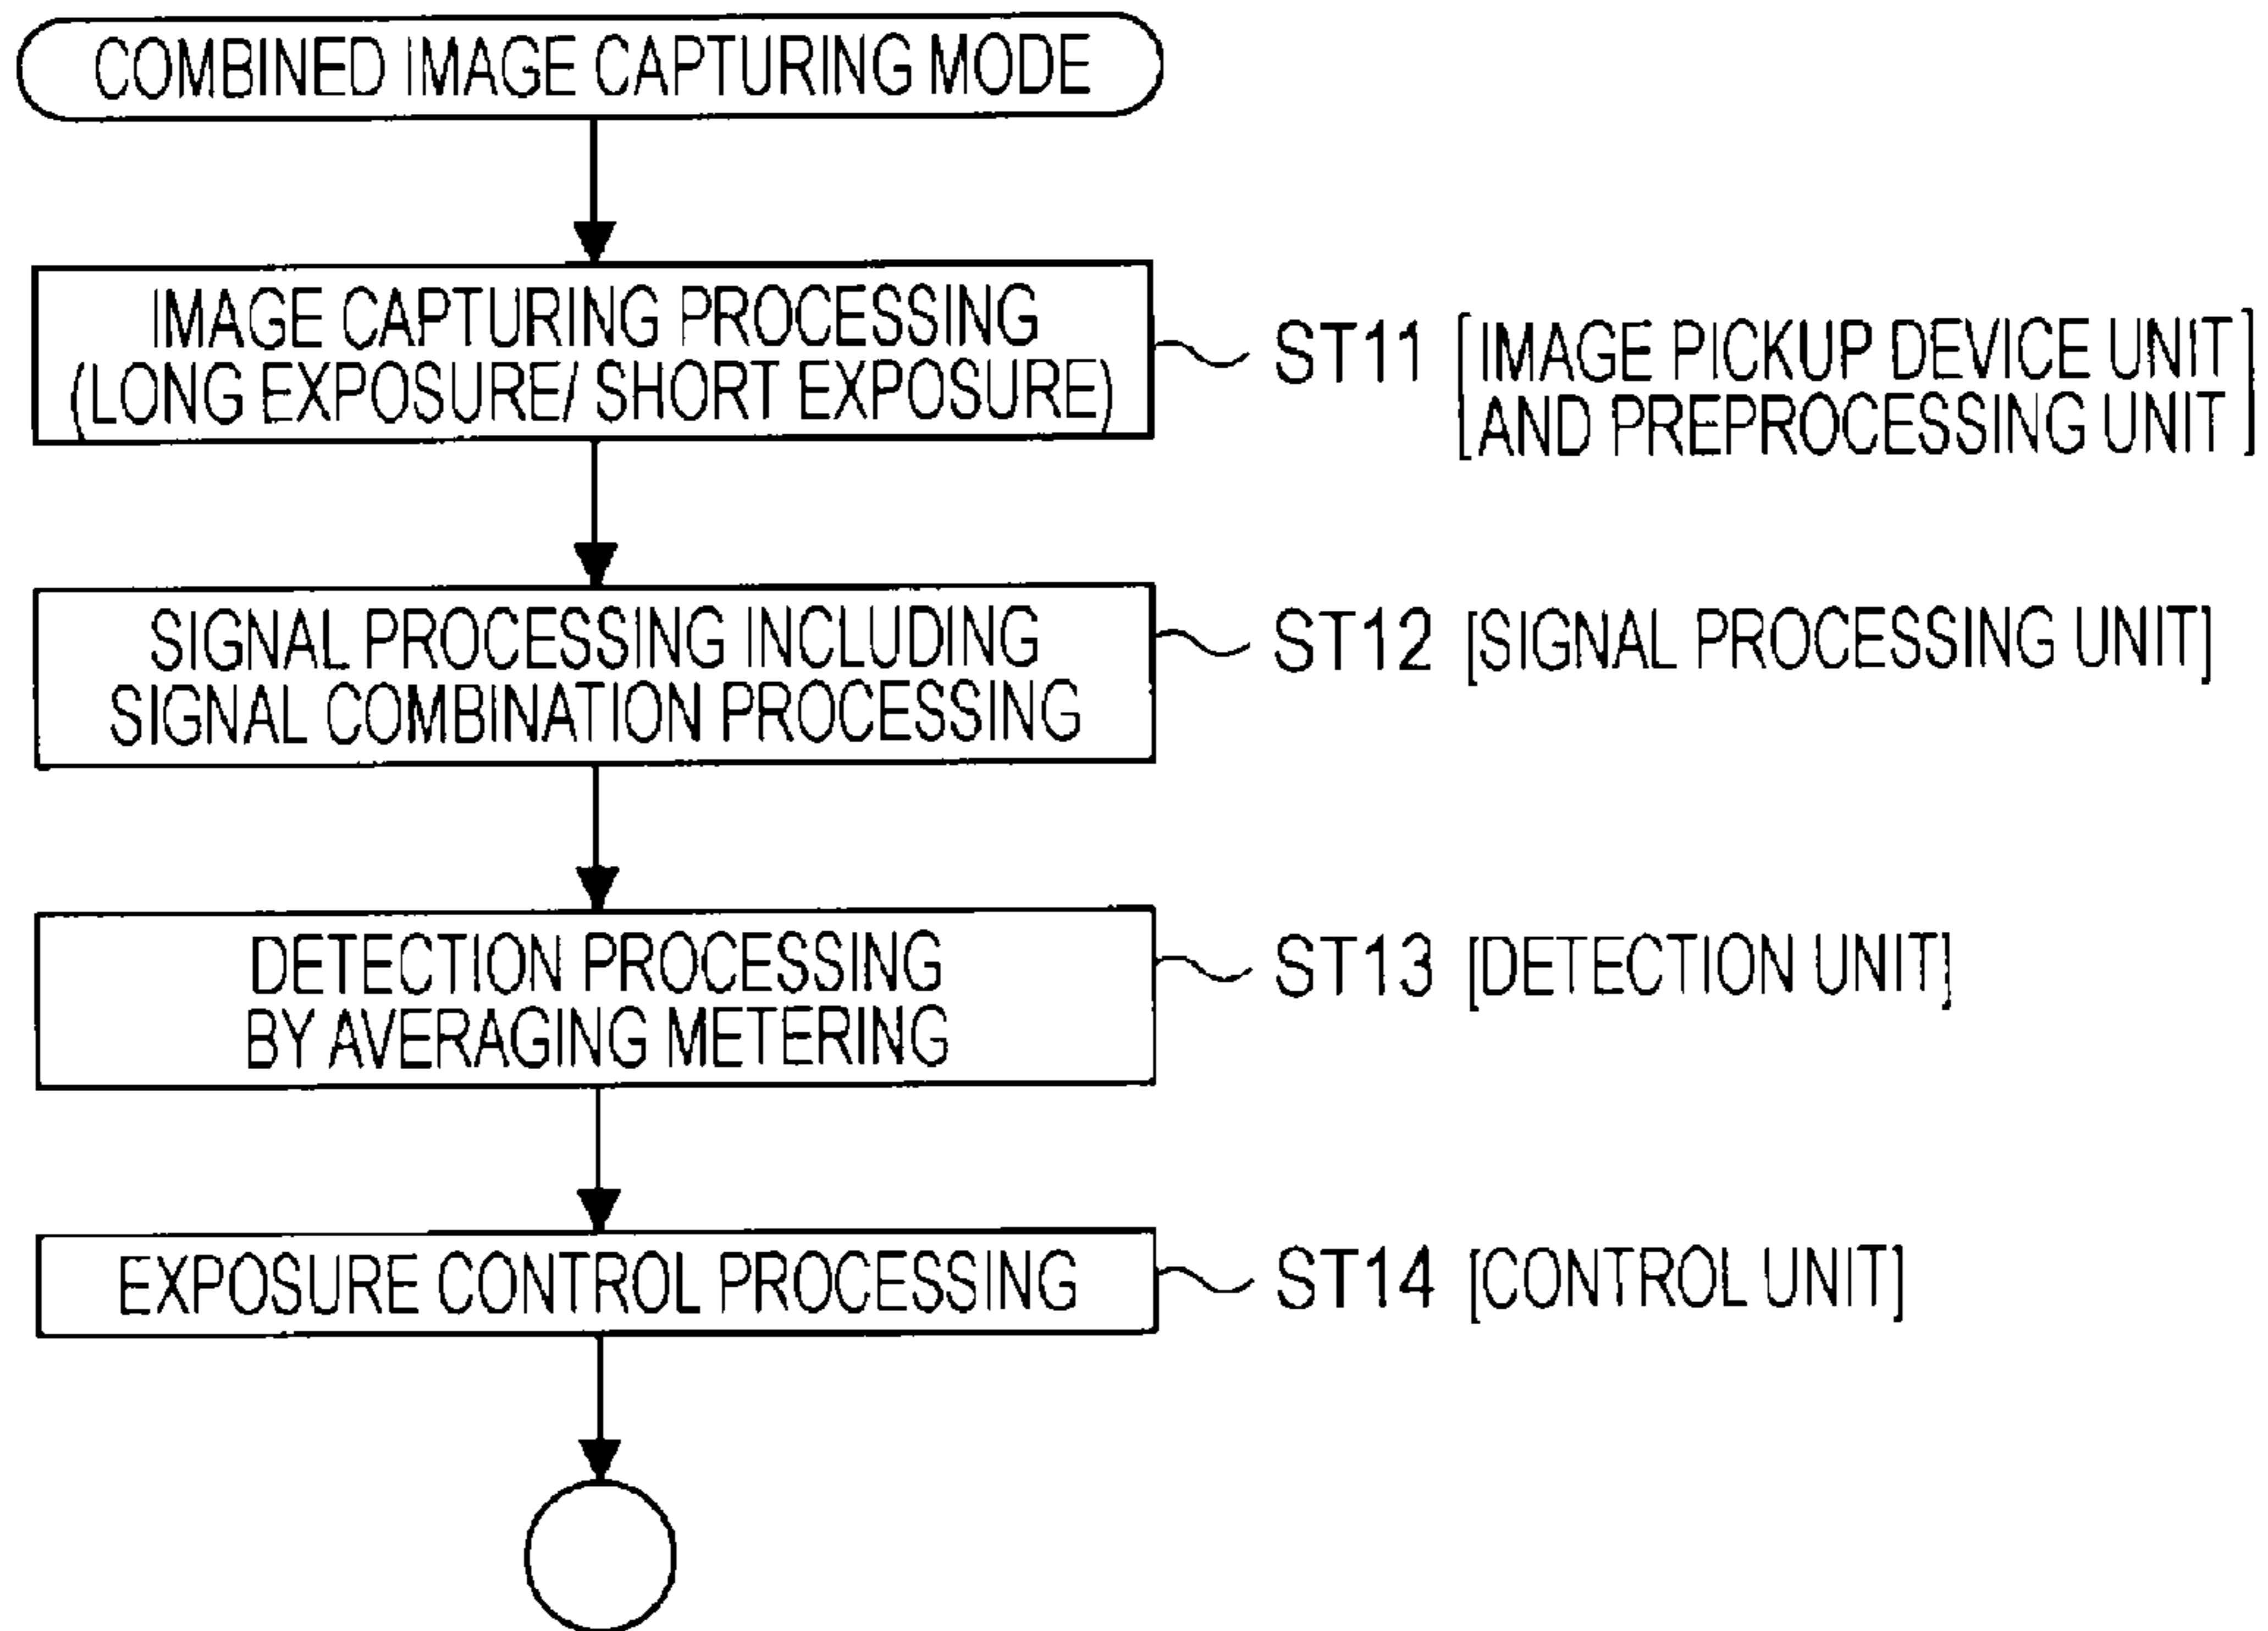 COMBINED IMAGE CAPTURING MODE
IMAGE CAPTURING PROCESSING
(LONG EXPOSURE/ SHORT EXPOSURE)
ST11 [IMAGE PICKUP DEVICE UNIT
AND PREPROCESSING UNIT]
SIGNAL PROCESSING INCLUDING
SIGNAL COMBINATION PROCESSING
ST12 [SIGNAL PROCESSING UNIT]
DETECTION PROCESSING
BY AVERAGING METERING
ST13 [DETECTION UNIT]
EXPOSURE CONTROL PROCESSING
ST14 [CONTROL UNIT]